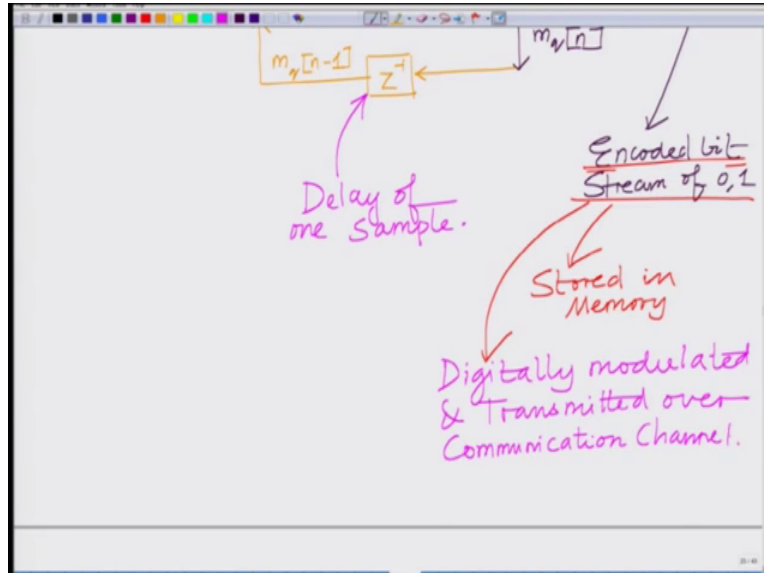 m_q[n]
m_q[n-1]
Z⁻¹
Encoded bit
Stream of 0,1
Delay of
one Sample.
Stored in
Memory
Digitally modulated
& Transmitted over
Communication Channel.